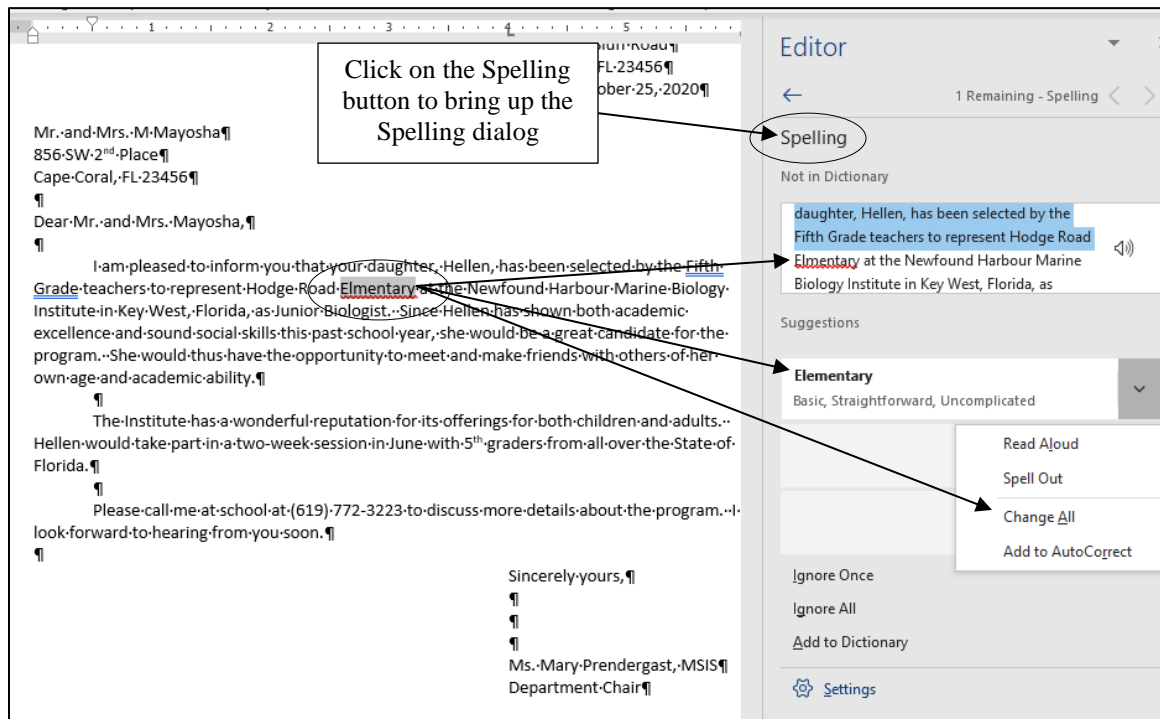 1 2 3 4 5
FL·23456¶
ober·25,·2020¶
Click on the Spelling
button to bring up the
Spelling dialog
Mr.·and·Mrs.·M·Mayosha¶
856·SW·2nd·Place¶
Cape·Coral,·FL·23456¶
¶
Dear·Mr.·and·Mrs.·Mayosha,¶
¶
I·am·pleased·to·inform·you·that·your·daughter,·Hellen,·has·been·selected·by·the·Fifth·
Grade·teachers·to·represent·Hodge·Road·Elmentary·at·the·Newfound·Harbour·Marine·Biology·
Institute·in·Key·West,·Florida,·as·Junior·Biologist.··Since·Hellen·has·shown·both·academic·
excellence·and·sound·social·skills·this·past·school·year,·she·would·be·a·great·candidate·for·the·
program.··She·would·thus·have·the·opportunity·to·meet·and·make·friends·with·others·of·her·
own·age·and·academic·ability.¶
¶
The·Institute·has·a·wonderful·reputation·for·its·offerings·for·both·children·and·adults.··
Hellen·would·take·part·in·a·two-week·session·in·June·with·5th·graders·from·all·over·the·State·of·
Florida.¶
¶
Please·call·me·at·school·at·(619)·772-3223·to·discuss·more·details·about·the·program.··I·
look·forward·to·hearing·from·you·soon.¶
¶
Sincerely·yours,¶
¶
¶
¶
Ms.·Mary·Prendergast,·MSIS¶
Department·Chair¶
Editor
1 Remaining - Spelling
Spelling
Not in Dictionary
daughter, Hellen, has been selected by the
Fifth Grade teachers to represent Hodge Road
Elmentary at the Newfound Harbour Marine
Biology Institute in Key West, Florida, as
Suggestions
Elementary
Basic, Straightforward, Uncomplicated
Read Aloud
Spell Out
Change All
Add to AutoCorrect
Ignore Once
Ignore All
Add to Dictionary
Settings